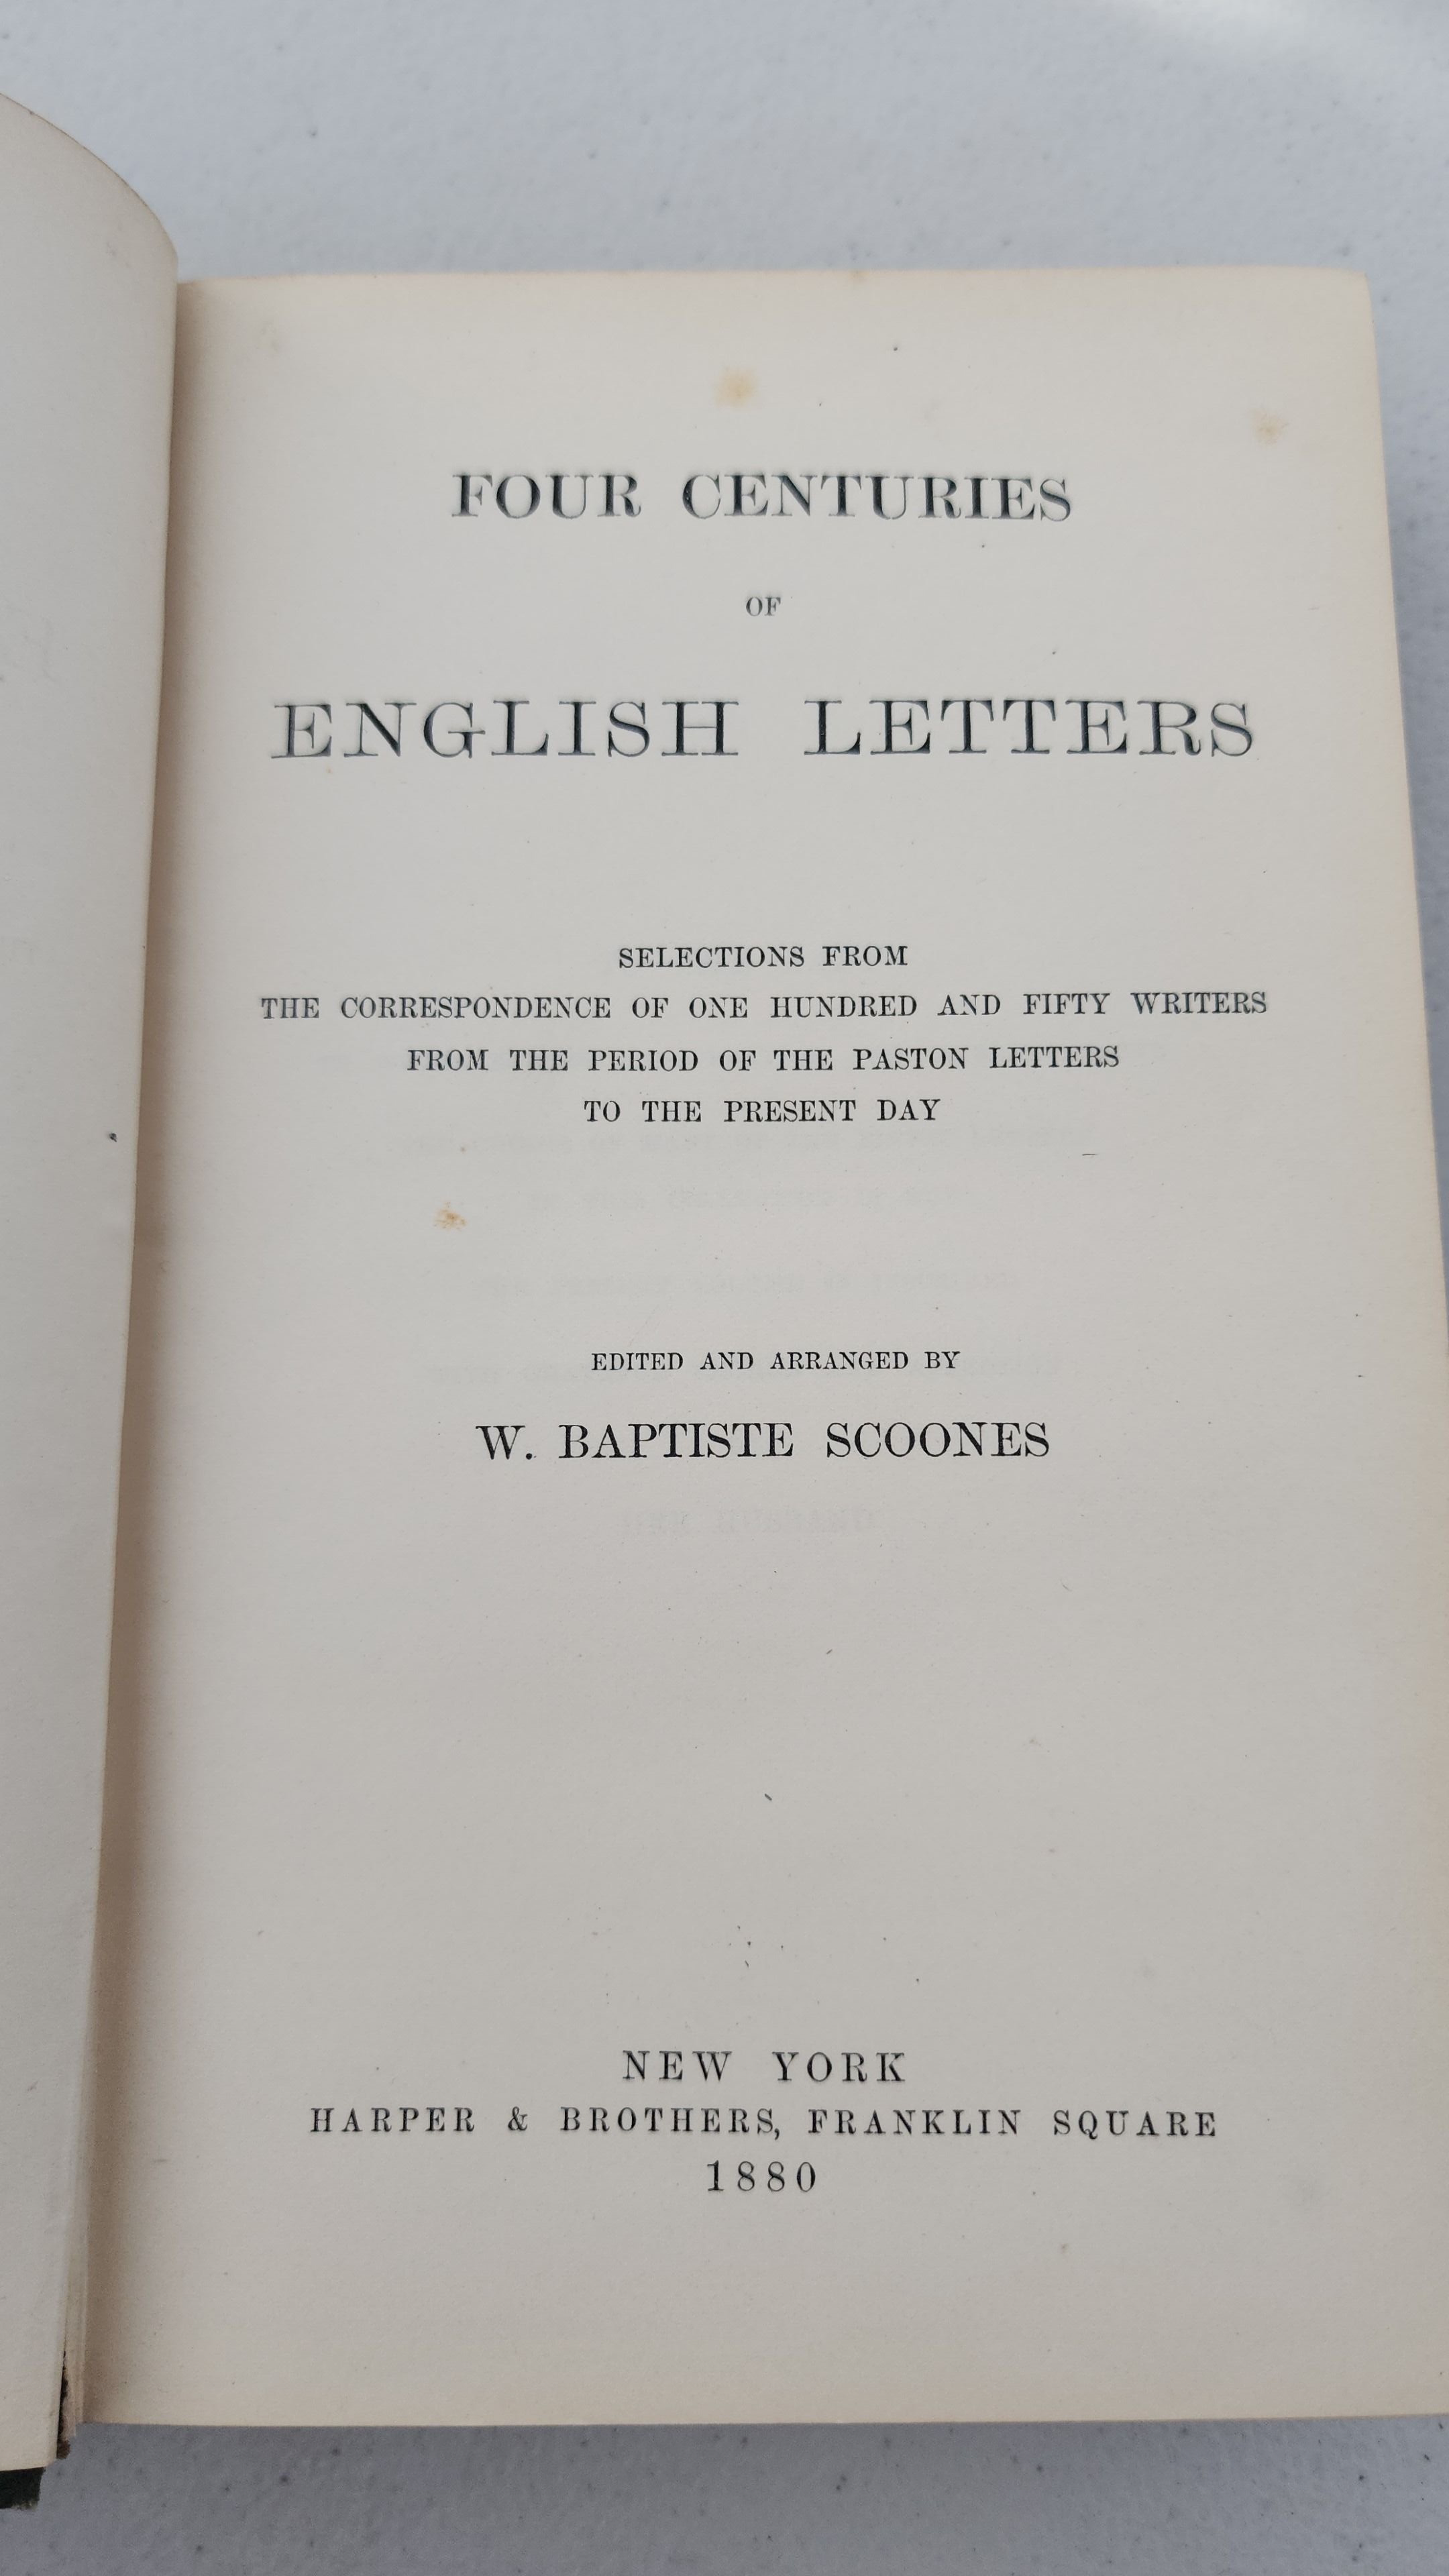 FOUR CENTURIES
OF
ENGLISH LETTERS
SELECTIONS FROM
THE CORRESPONDENCE OF ONE HUNDRED AND FIFTY WRITERS
FROM THE PERIOD OF THE PASTON LETTERS
TO THE PRESENT DAY
EDITED AND ARRANGED BY
W. BAPTISTE SCOONES
NEW YORK
HARPER & BROTHERS, FRANKLIN SQUARE
1880